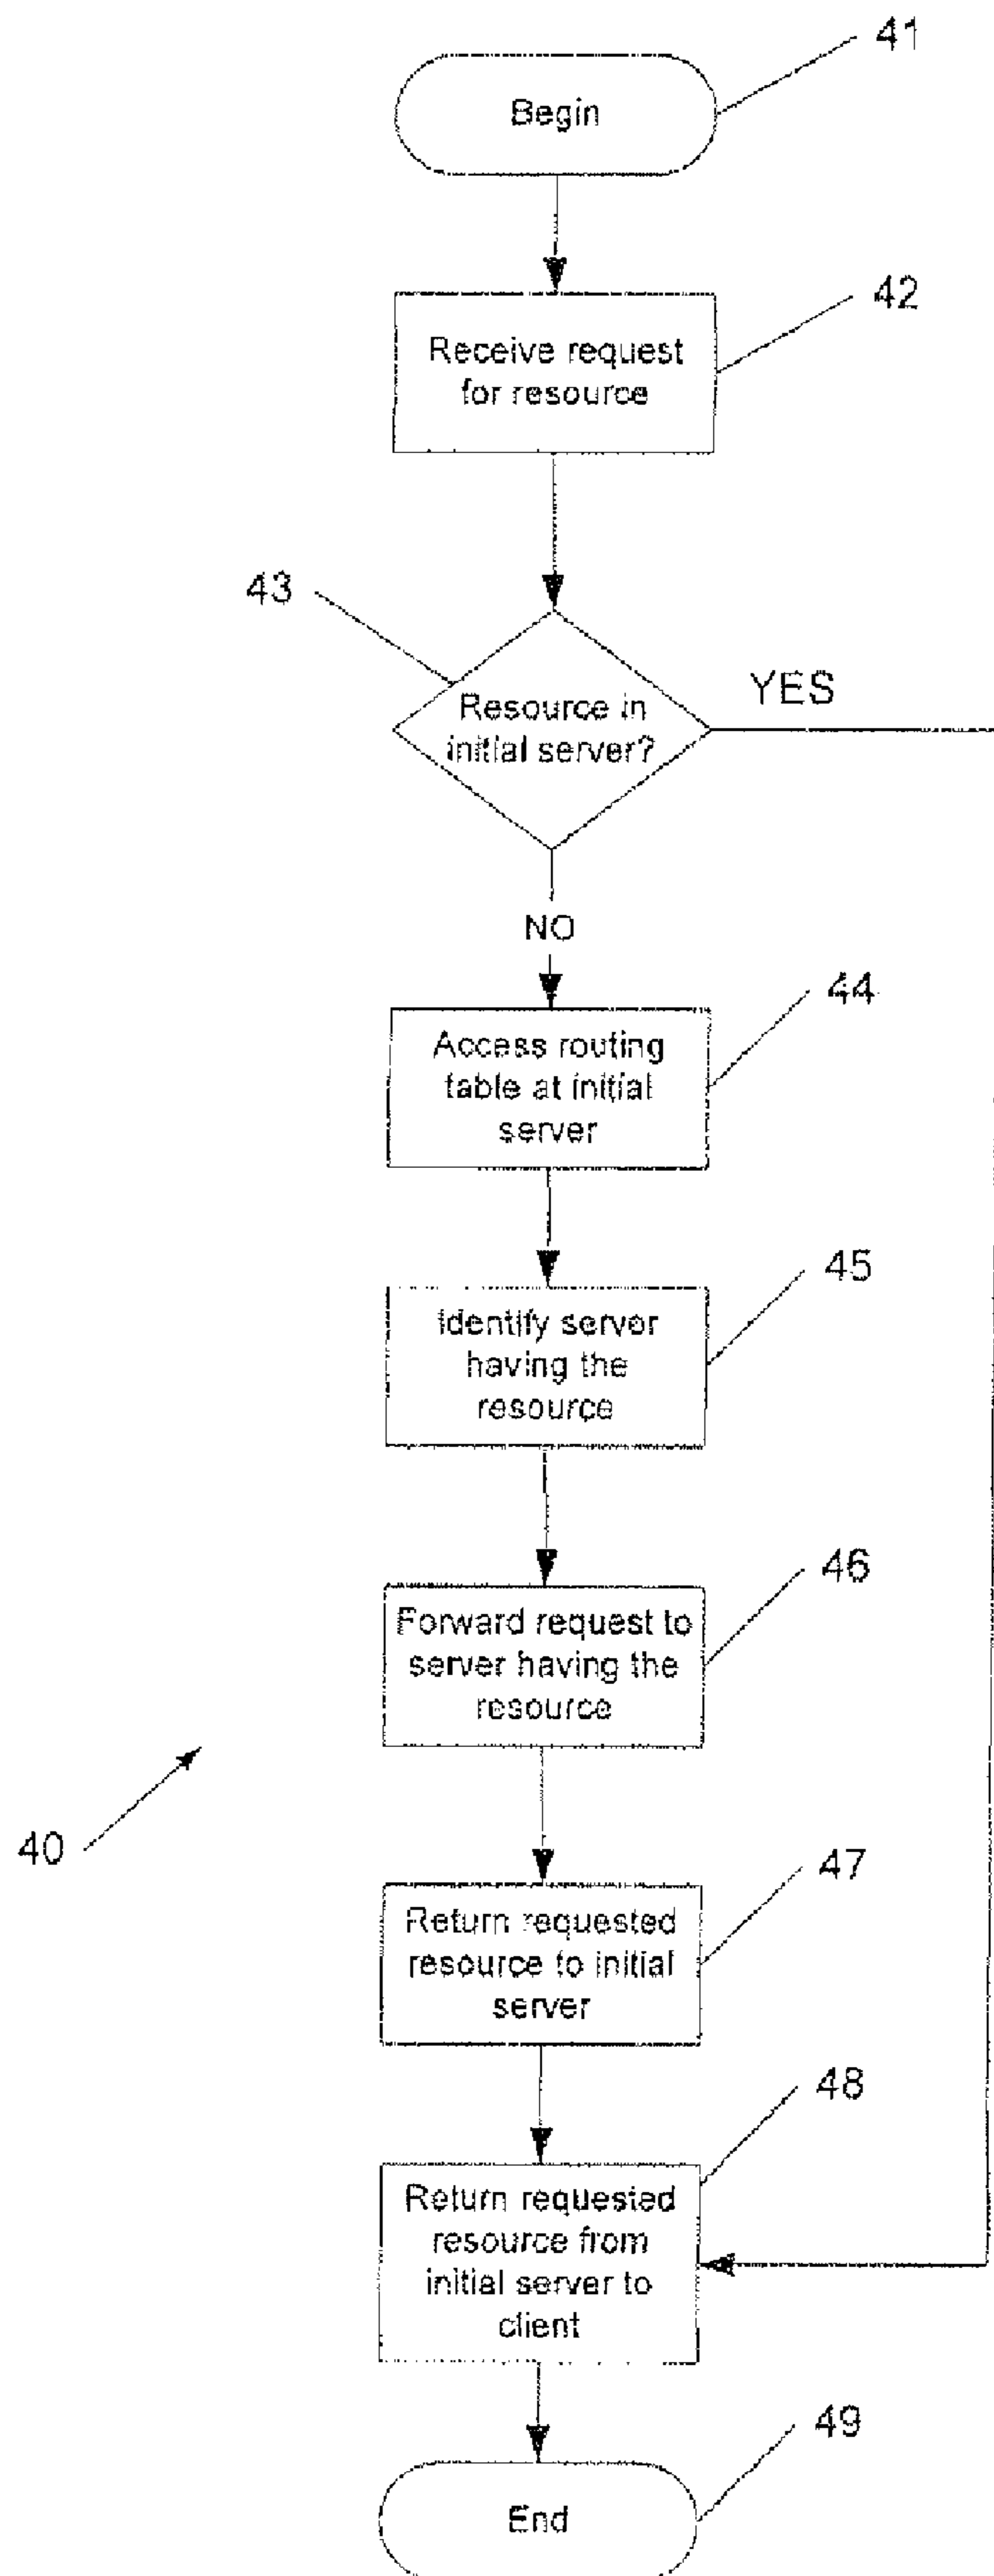 41
Begin
42
Receive request
for resource
43
YES
Resource in
initial server?
NO
44
Access routing
table at initial
server
45
Identify server
having the
resource
46
Forward request to
server having the
resource
40
47
Return requested
resource to initial
server
48
Return requested
resource from
initial server to
client
49
End